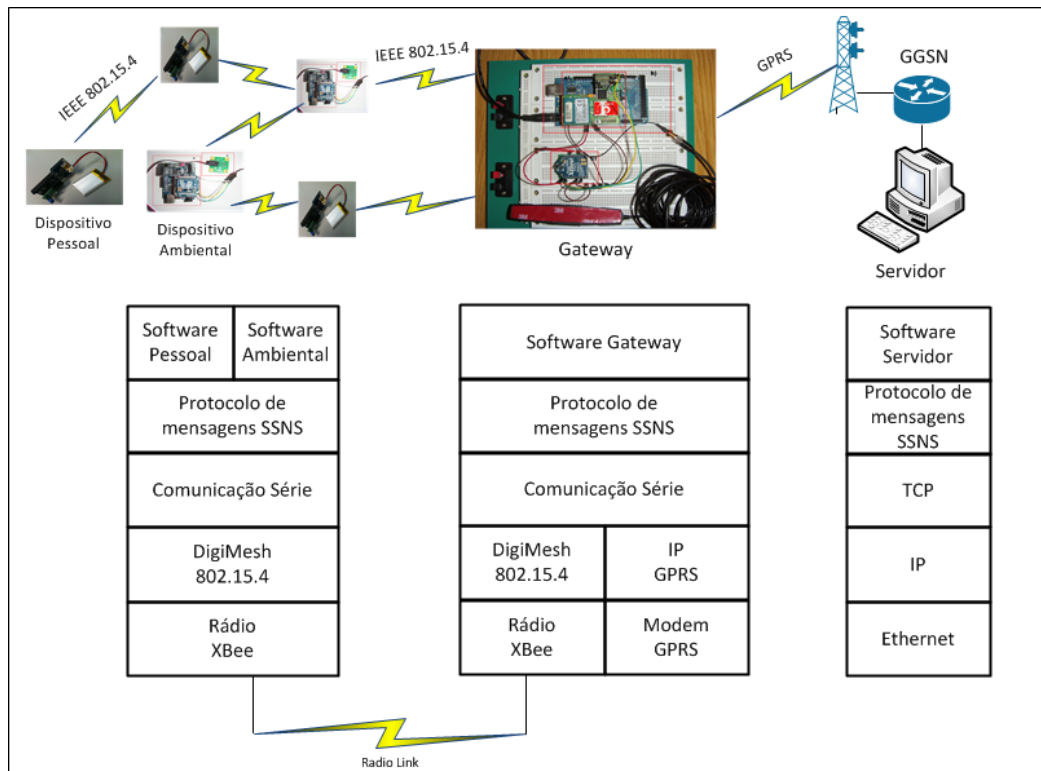 IEEE 802.15.4
IEEE 802.15.4
GPRS
GGSN
Dispositivo
Pessoal
Dispositivo
Ambiental
Gateway
Servidor
Software
Pessoal
Software
Ambiental
Protocolo de
mensagens SSNS
Comunicação Série
DigiMesh
802.15.4
Rádio
XBee
Software Gateway
Protocolo de
mensagens SSNS
Comunicação Série
DigiMesh
802.15.4
IP
GPRS
Rádio
XBee
Modem
GPRS
Software
Servidor
Protocolo de
mensagens
SSNS
TCP
IP
Ethernet
Radio Link